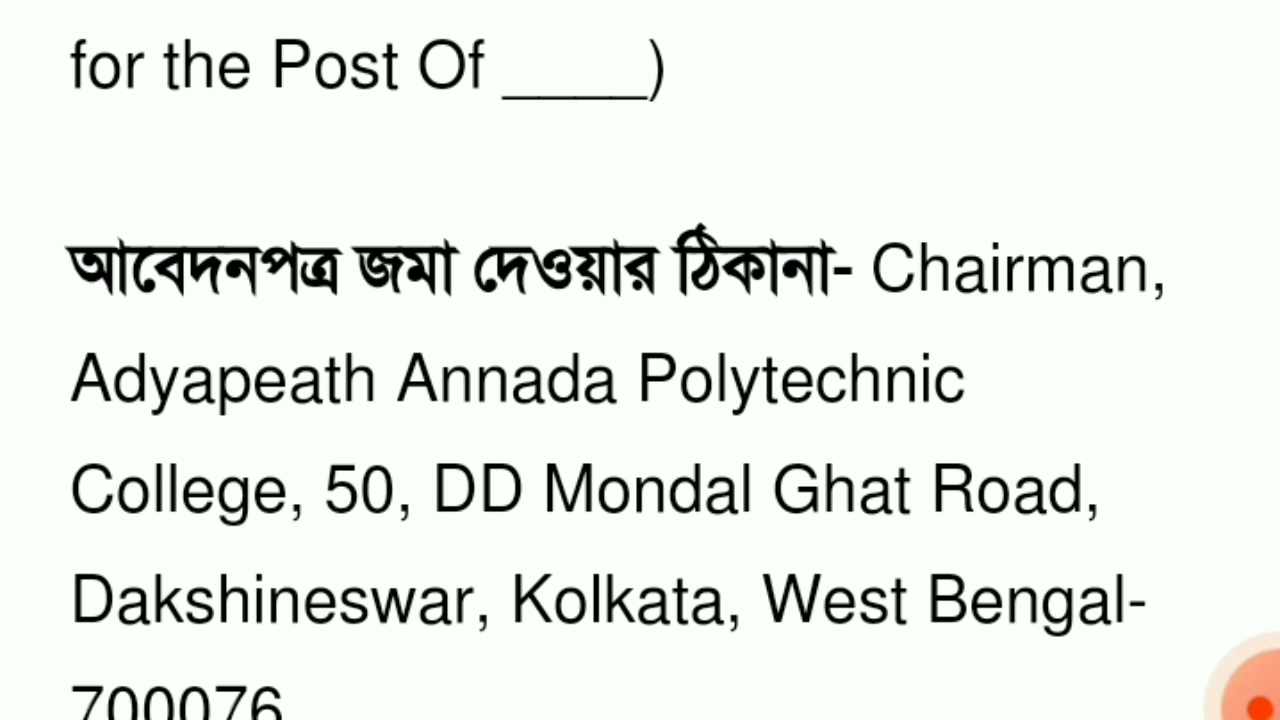 for the Post Of ____)
আবেদনপত্র জমা দেওয়ার ঠিকানা- Chairman,
Adyapeath Annada Polytechnic
College, 50, DD Mondal Ghat Road,
Dakshineswar, Kolkata, West Bengal-
700076